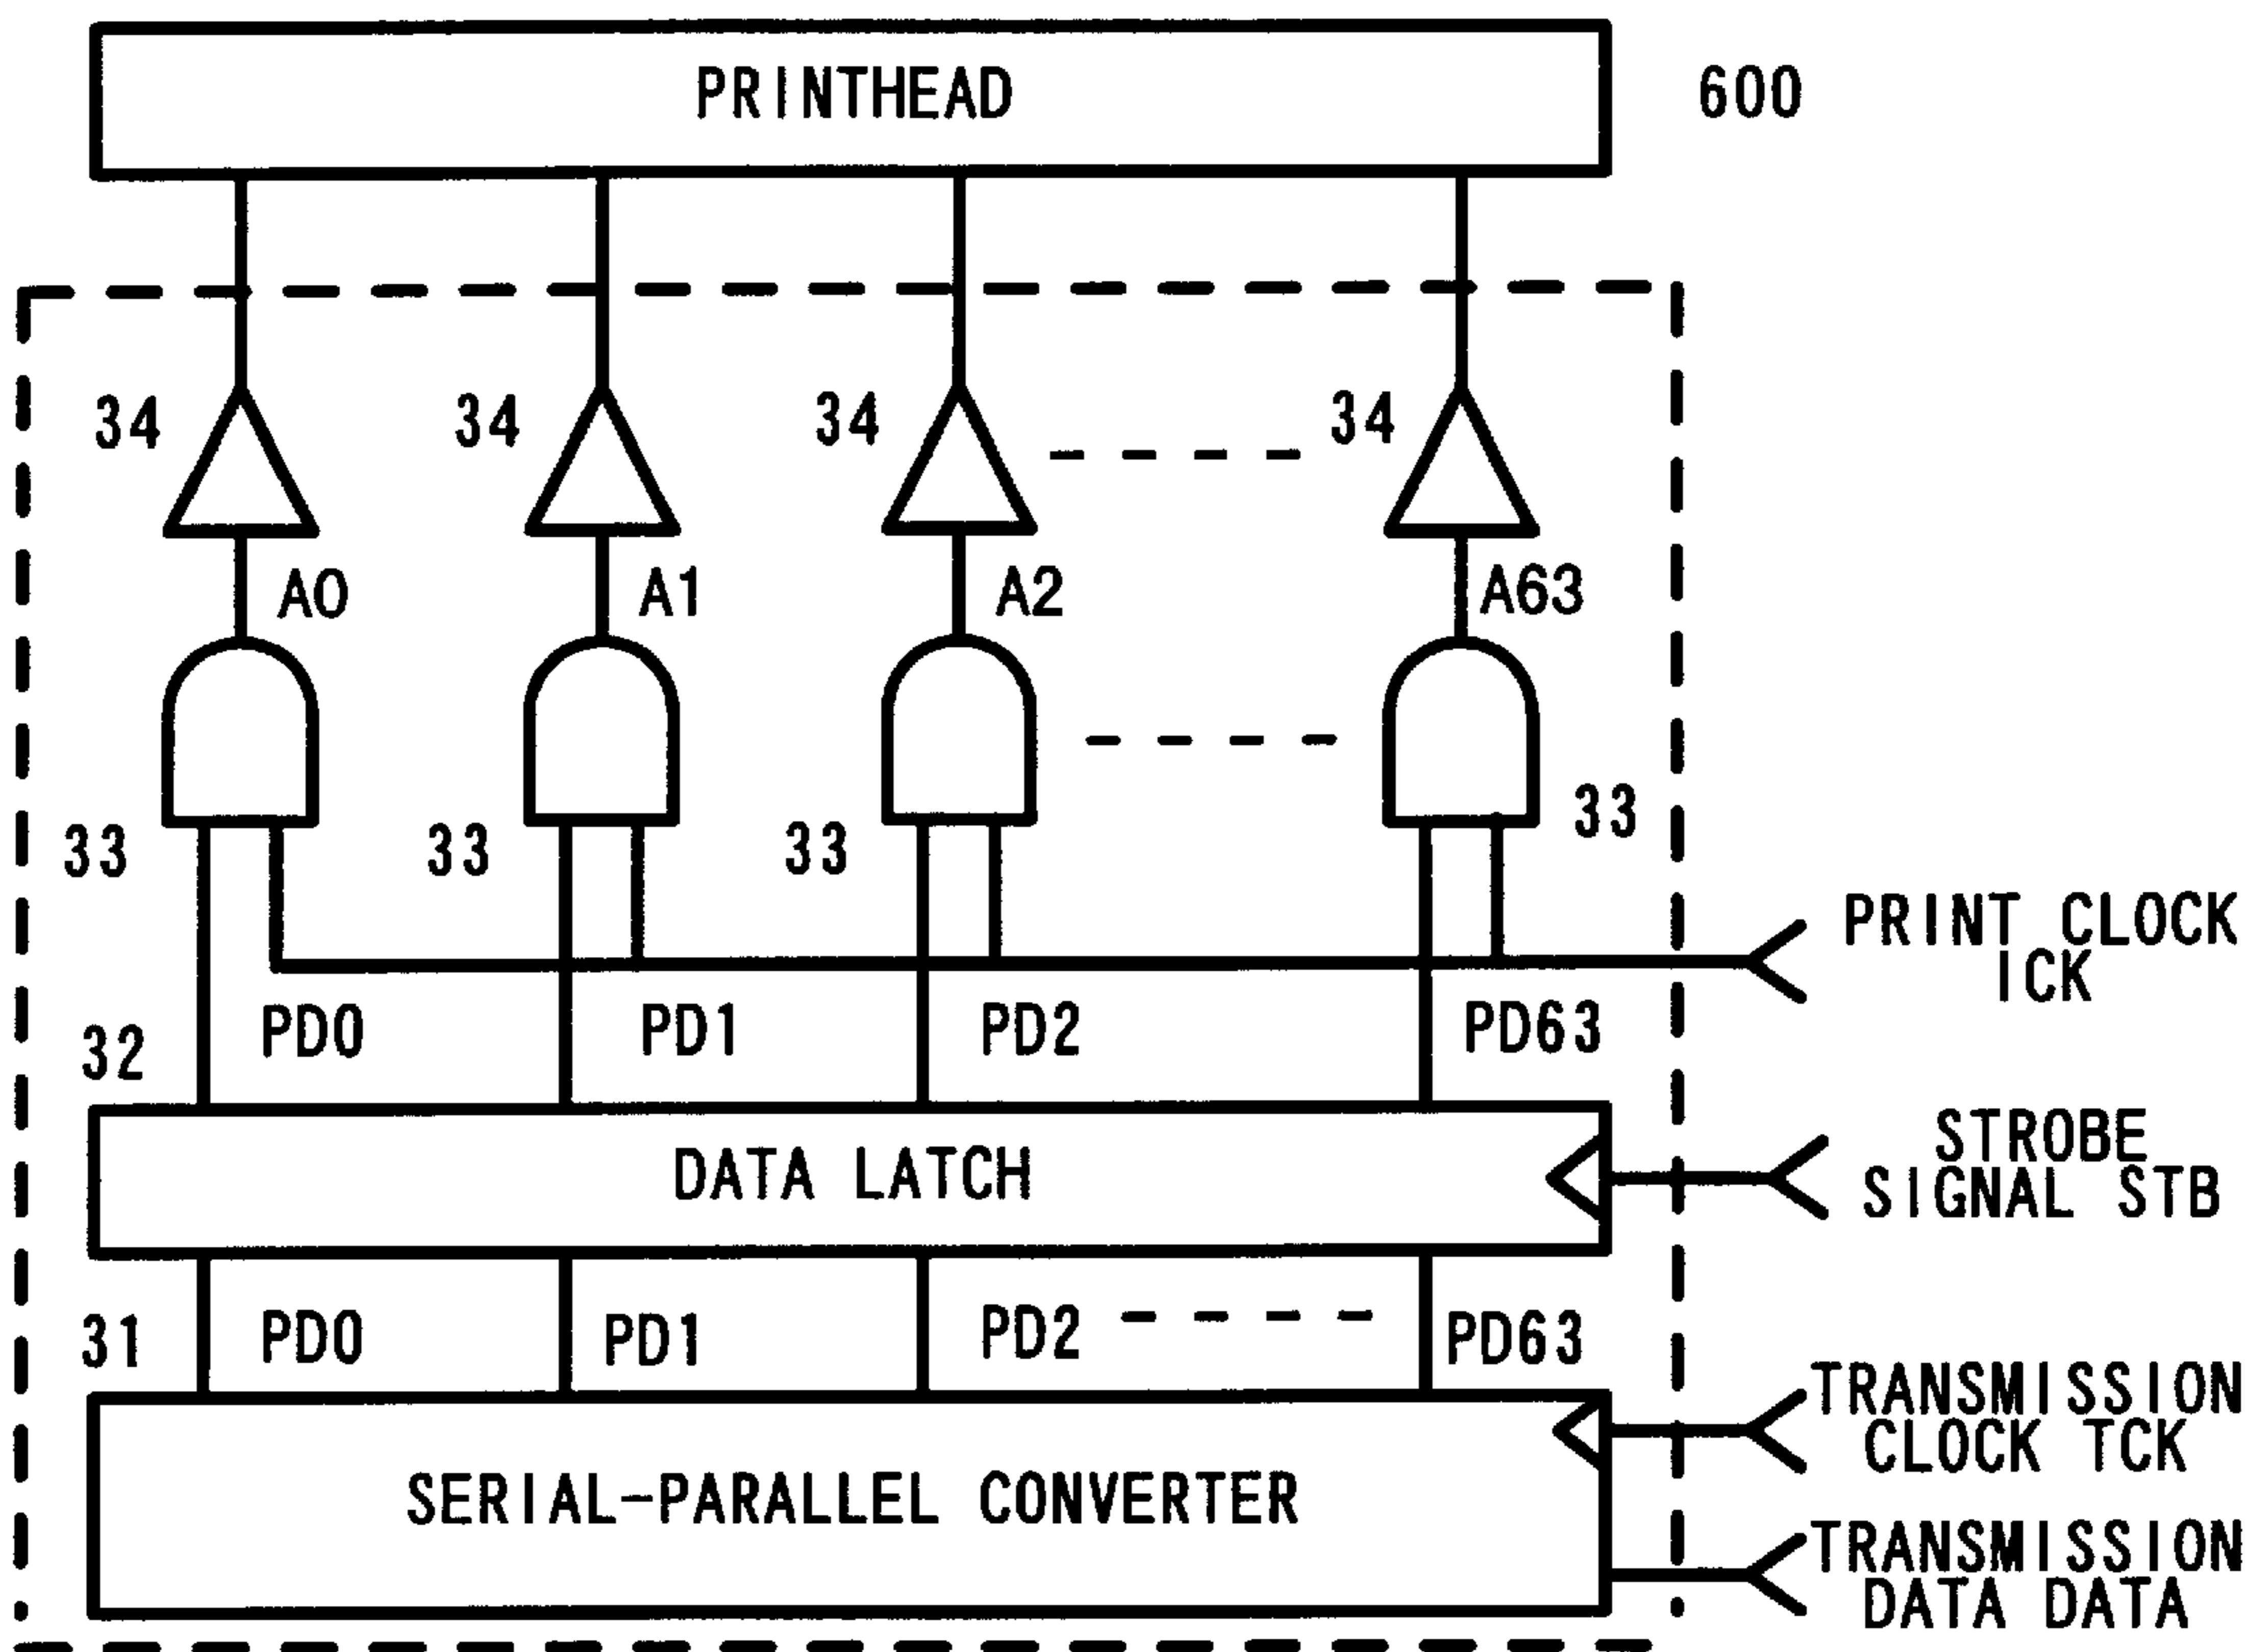 PRINTHEAD
600
34
34
34
34
A0
A1
A2
A63
33
33
33
33
PRINT CLOCK
ICK
32
PD0
PD1
PD2
PD63
DATA LATCH
STROBE
SIGNAL STB
31
PD0
PD1
PD2
PD63
TRANSMISSION
CLOCK TCK
SERIAL-PARALLEL CONVERTER
TRANSMISSION
DATA DATA